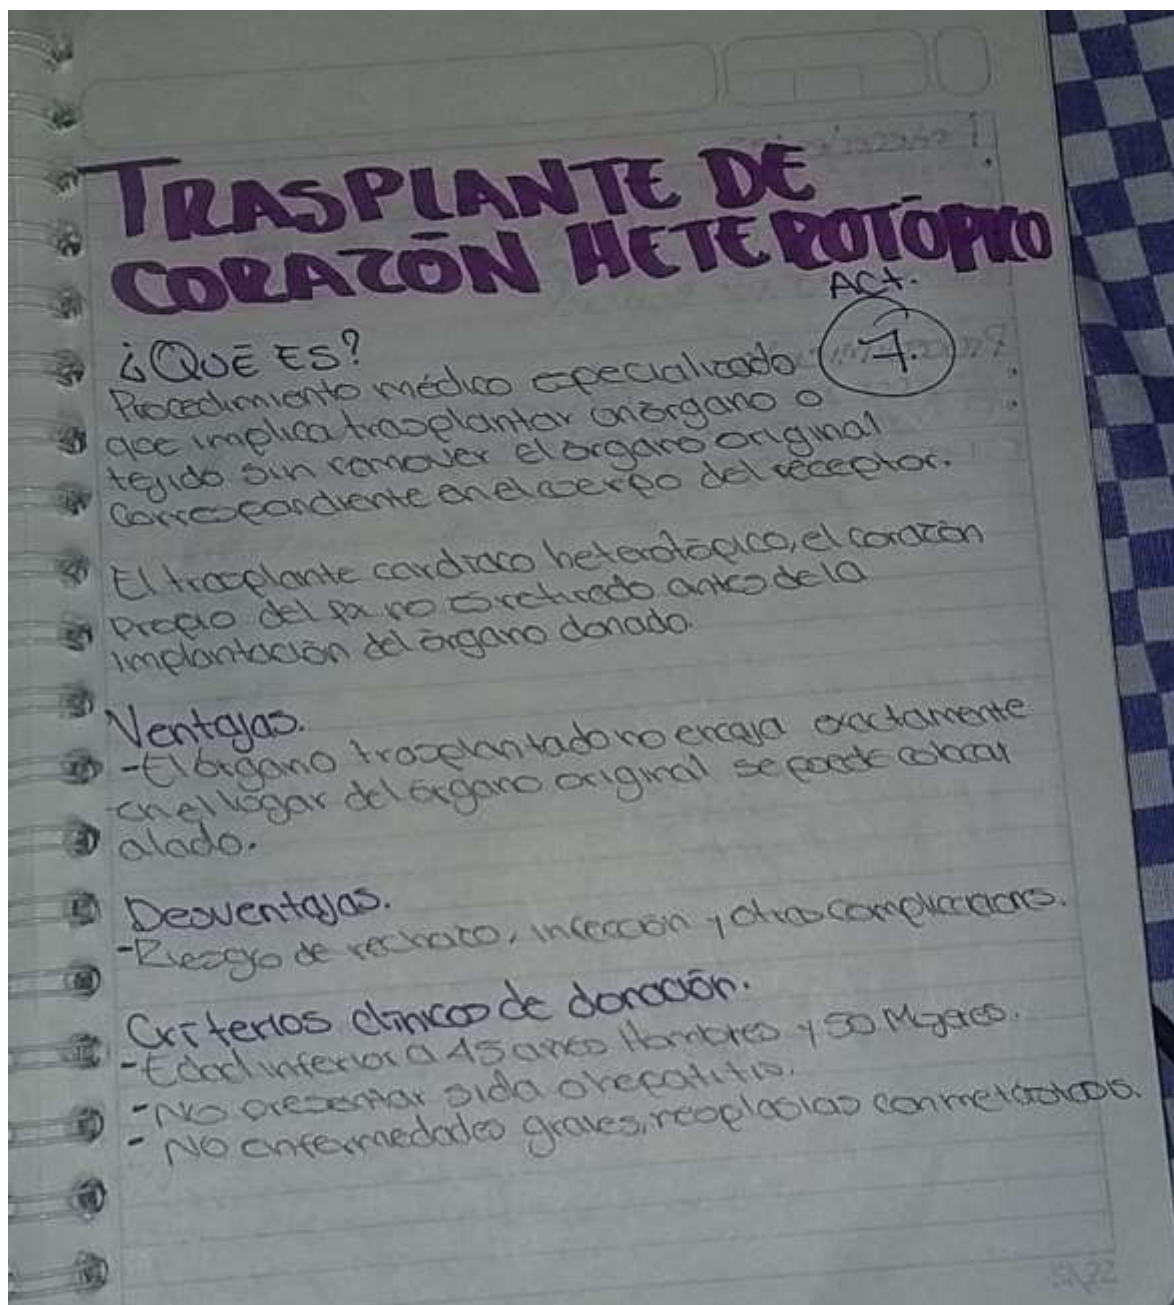 TRASPLANTE DE
CORAZÓN HETEROTÓPICO
Act.
7.
¿QUÉ ES?
Procedimiento médico especializado
que implica trasplantar un órgano o
tejido sin remover el órgano original
correspondiente en el cuerpo del receptor.
El trasplante cardiaco heterotópico, el corazón
propio del pa no es retirado antes de la
implantación del órgano donado.
Ventajas.
-El órgano trasplantado no encaja exactamente
en el lugar del órgano original se puede colocar
alado.
Desventajas.
-Riesgo de rechazo, infección y otras complicaciones.
Criterios clínicos de donación.
-Edad inferior a 45 años Hombres y 50 Mujeres.
-No presentar sida o hepatitis.
- NO enfermedades graves, neoplasias con metástasis.